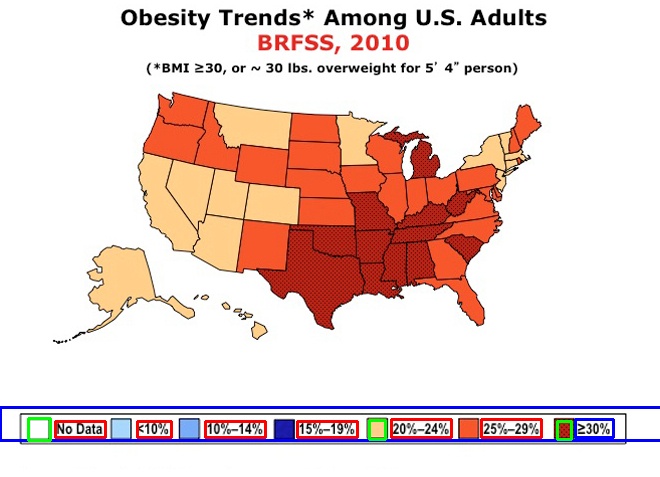 Obesity Trends* Among U.S. Adults
BRFSS, 2010
(*BMI ≥30, or ~ 30 lbs. overweight for 5' 4" person)
No Data <10% 10%–14% 15%–19% 20%–24% 25%–29% ≥30%